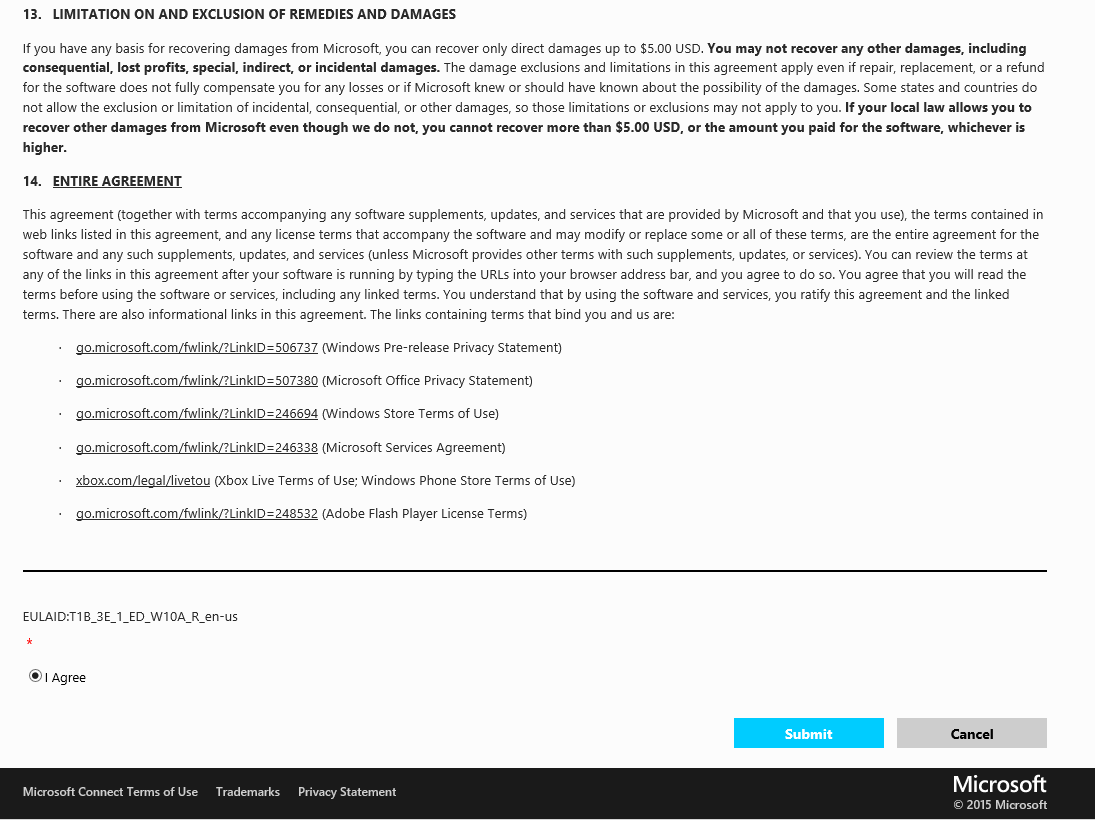 13. LIMITATION ON AND EXCLUSION OF REMEDIES AND DAMAGES
If you have any basis for recovering damages from Microsoft, you can recover only direct damages up to $5.00 USD. You may not recover any other damages, including
consequential, lost profits, special, indirect, or incidental damages. The damage exclusions and limitations in this agreement apply even if repair, replacement, or a refund
for the software does not fully compensate you for any losses or if Microsoft knew or should have known about the possibility of the damages. Some states and countries do
not allow the exclusion or limitation of incidental, consequential, or other damages, so those limitations or exclusions may not apply to you. If your local law allows you to
recover other damages from Microsoft even though we do not, you cannot recover more than $5.00 USD, or the amount you paid for the software, whichever is
higher.
14. ENTIRE AGREEMENT
This agreement (together with terms accompanying any software supplements, updates, and services that are provided by Microsoft and that you use), the terms contained in
web links listed in this agreement, and any license terms that accompany the software and may modify or replace some or all of these terms, are the entire agreement for the
software and any such supplements, updates, and services (unless Microsoft provides other terms with such supplements, updates, or services). You can review the terms at
any of the links in this agreement after your software is running by typing the URLs into your browser address bar, and you agree to do so. You agree that you will read the
terms before using the software or services, including any linked terms. You understand that by using the software and services, you ratify this agreement and the linked
terms. There are also informational links in this agreement. The links containing terms that bind you and us are:
· go.microsoft.com/fwlink/?LinkID=506737 (Windows Pre-release Privacy Statement)
· go.microsoft.com/fwlink/?LinkID=507380 (Microsoft Office Privacy Statement)
· go.microsoft.com/fwlink/?LinkID=246694 (Windows Store Terms of Use)
· go.microsoft.com/fwlink/?LinkID=246338 (Microsoft Services Agreement)
· xbox.com/legal/livetou (Xbox Live Terms of Use; Windows Phone Store Terms of Use)
· go.microsoft.com/fwlink/?LinkID=248532 (Adobe Flash Player License Terms)
EULAID:T1B_3E_1_ED_W10A_R_en-us
*
I Agree
Submit Cancel
Microsoft Connect Terms of Use Trademarks Privacy Statement
Microsoft
© 2015 Microsoft